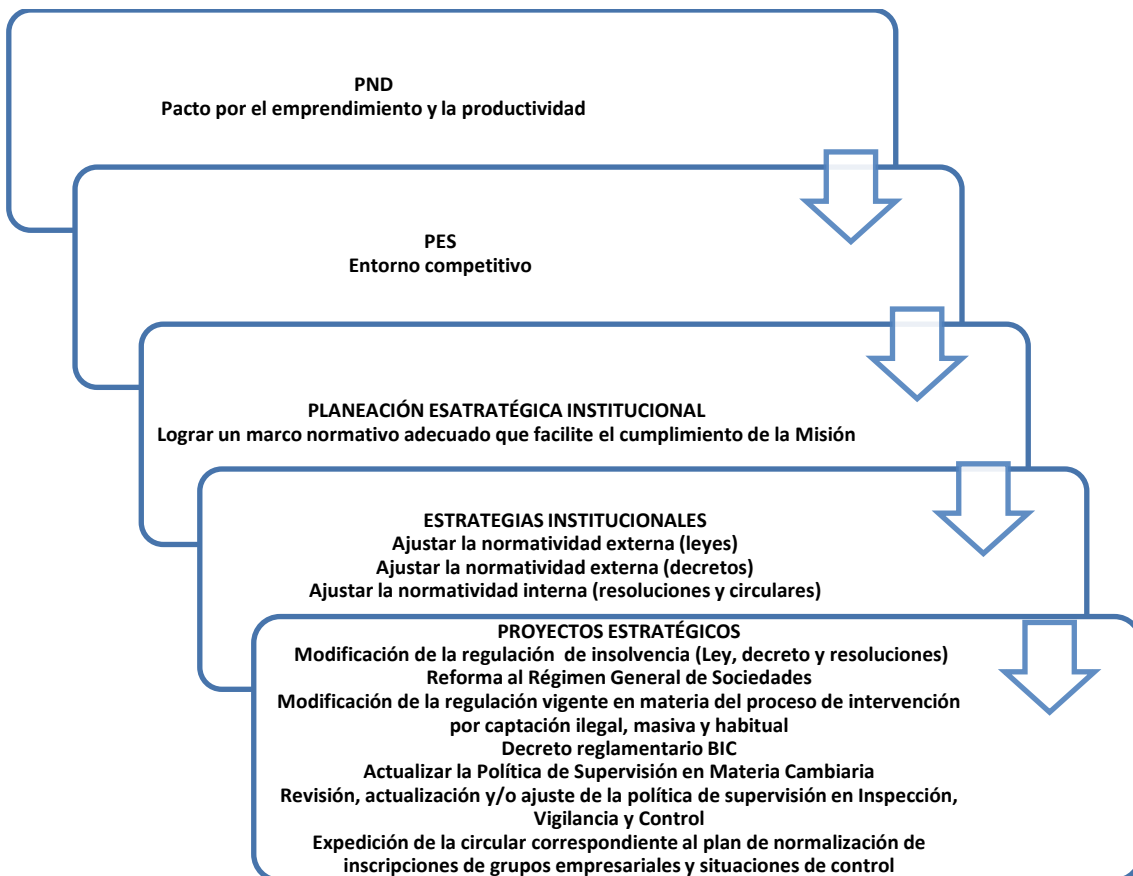 PND
Pacto por el emprendimiento y la productividad
PES
Entorno competitivo
PLANEACIÓN ESATRATÉGICA INSTITUCIONAL
Lograr un marco normativo adecuado que facilite el cumplimiento de la Misión
ESTRATEGIAS INSTITUCIONALES
Ajustar la normatividad externa (leyes)
Ajustar la normatividad externa (decretos)
Ajustar la normatividad interna (resoluciones y circulares)
PROYECTOS ESTRATÉGICOS
Modificación de la regulación de insolvencia (Ley, decreto y resoluciones)
Reforma al Régimen General de Sociedades
Modificación de la regulación vigente en materia del proceso de intervención
por captación ilegal, masiva y habitual
Decreto reglamentario BIC
Actualizar la Política de Supervisión en Materia Cambiaria
Revisión, actualización y/o ajuste de la política de supervisión en Inspección,
Vigilancia y Control
Expedición de la circular correspondiente al plan de normalización de
inscripciones de grupos empresariales y situaciones de control